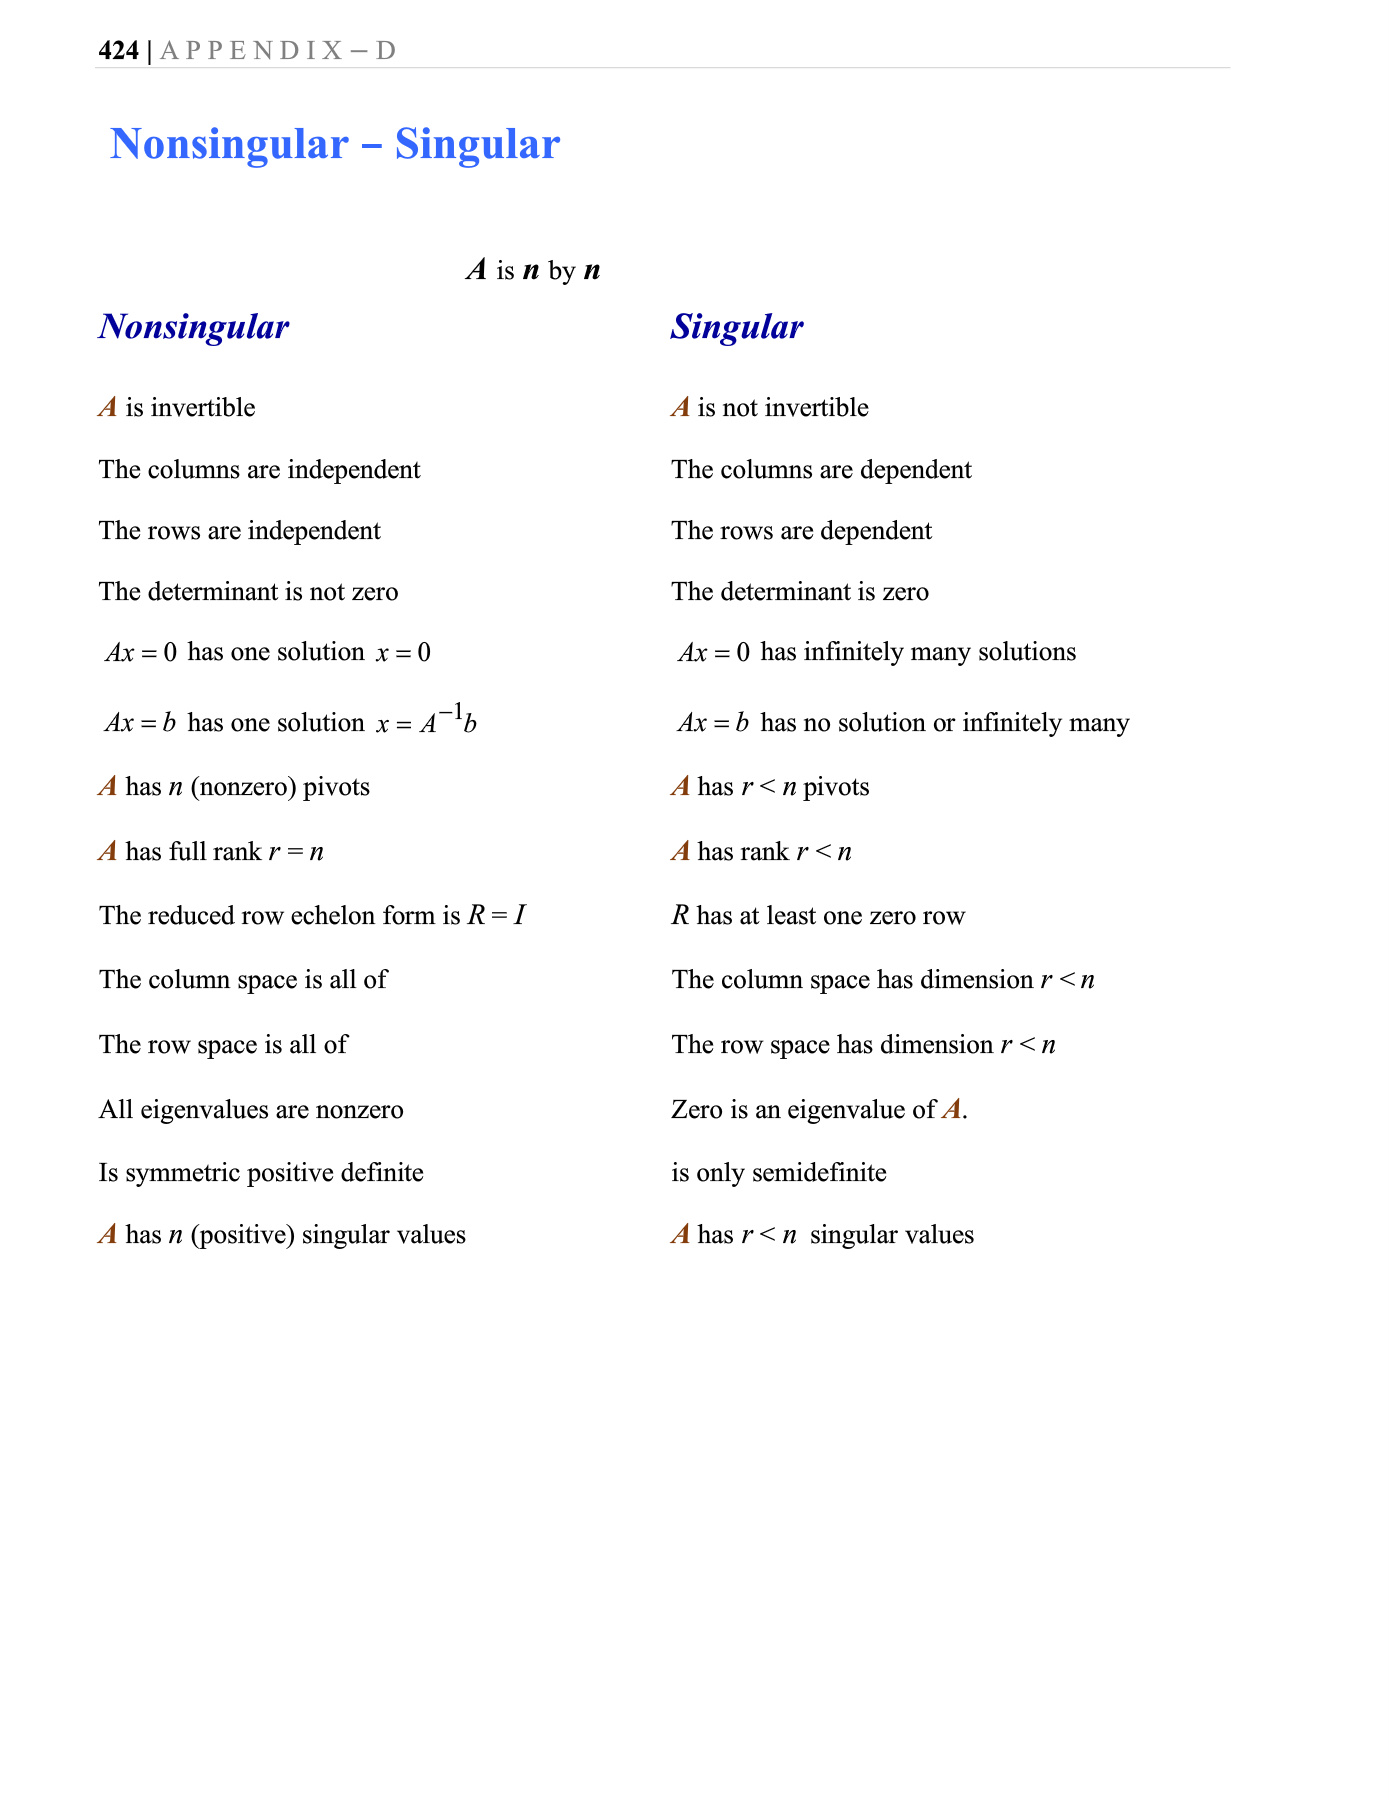 424 | APPENDIX – D
Nonsingular – Singular
A is n by n
Nonsingular Singular
A is invertible A is not invertible
The columns are independent The columns are dependent
The rows are independent The rows are dependent
The determinant is not zero The determinant is zero
Ax = 0 has one solution x = 0 Ax = 0 has infinitely many solutions
Ax = b has one solution x = A⁻¹b Ax = b has no solution or infinitely many
A has n (nonzero) pivots A has r < n pivots
A has full rank r = n A has rank r < n
The reduced row echelon form is R = I R has at least one zero row
The column space is all of The column space has dimension r < n
The row space is all of The row space has dimension r < n
All eigenvalues are nonzero Zero is an eigenvalue of A.
Is symmetric positive definite is only semidefinite
A has n (positive) singular values A has r < n singular values